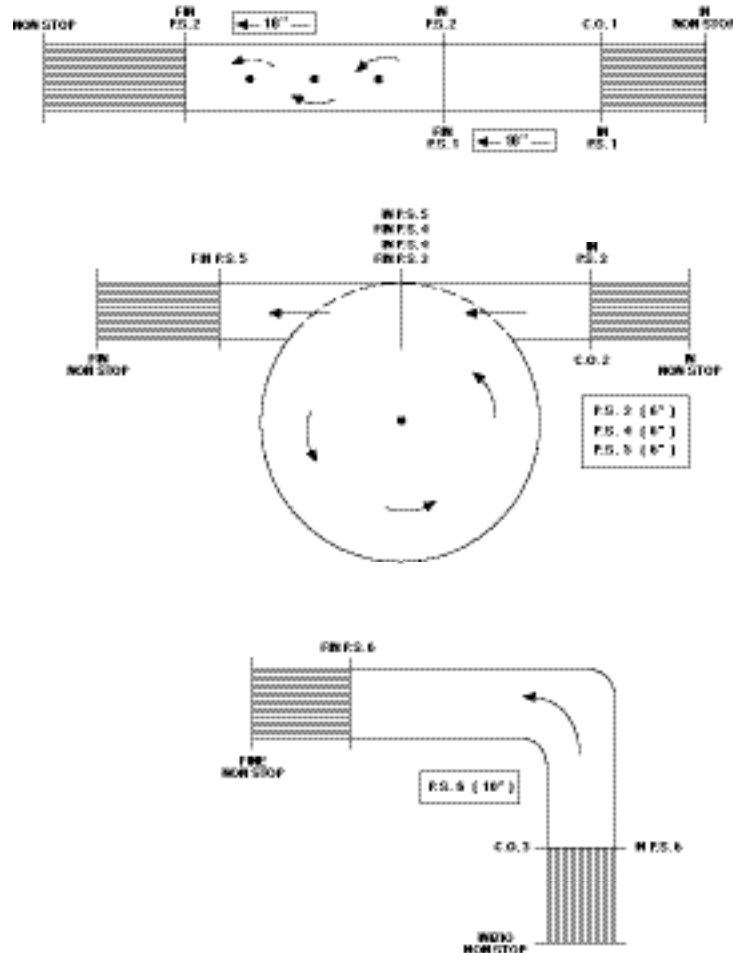 FIN
P.S.2
10"
IN
P.S.2
C.O.1
IN
NON STOP
NON STOP
FIN
P.S.1
10"
IN
P.S.1
IN P.S.5
FIN P.S.4
IN P.S.4
FIN P.S.3
FIN P.S.5
IN
P.S.3
FIN
NON STOP
C.O.2
IN
NON STOP
P.S. 3 ( 6" )
P.S. 4 ( 6" )
P.S. 5 ( 6" )
FIN P.S.6
FINE
NON STOP
P.S. 6 ( 10" )
C.O.3
IN P.S.6
INIZIO
NON STOP